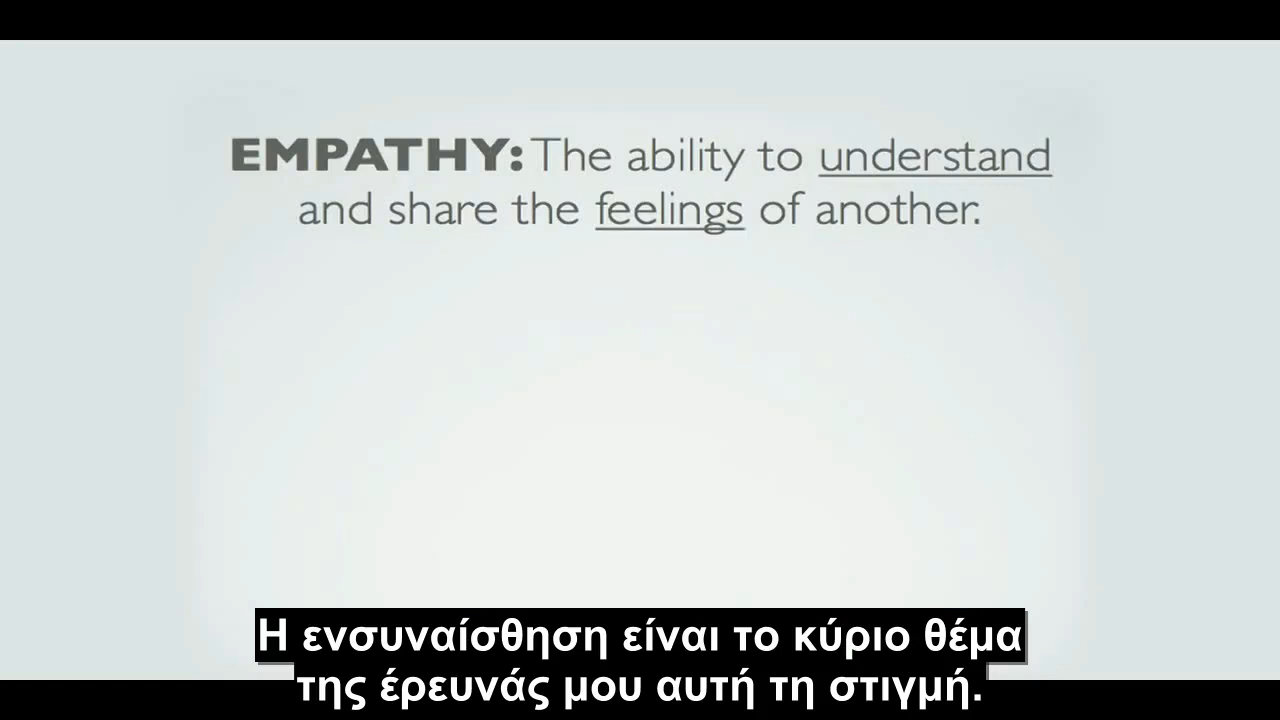 EMPATHY: The ability to understand
and share the feelings of another.
Η ενσυναίσθηση είναι το κύριο θέμα
της έρευνάς μου αυτή τη στιγμή.